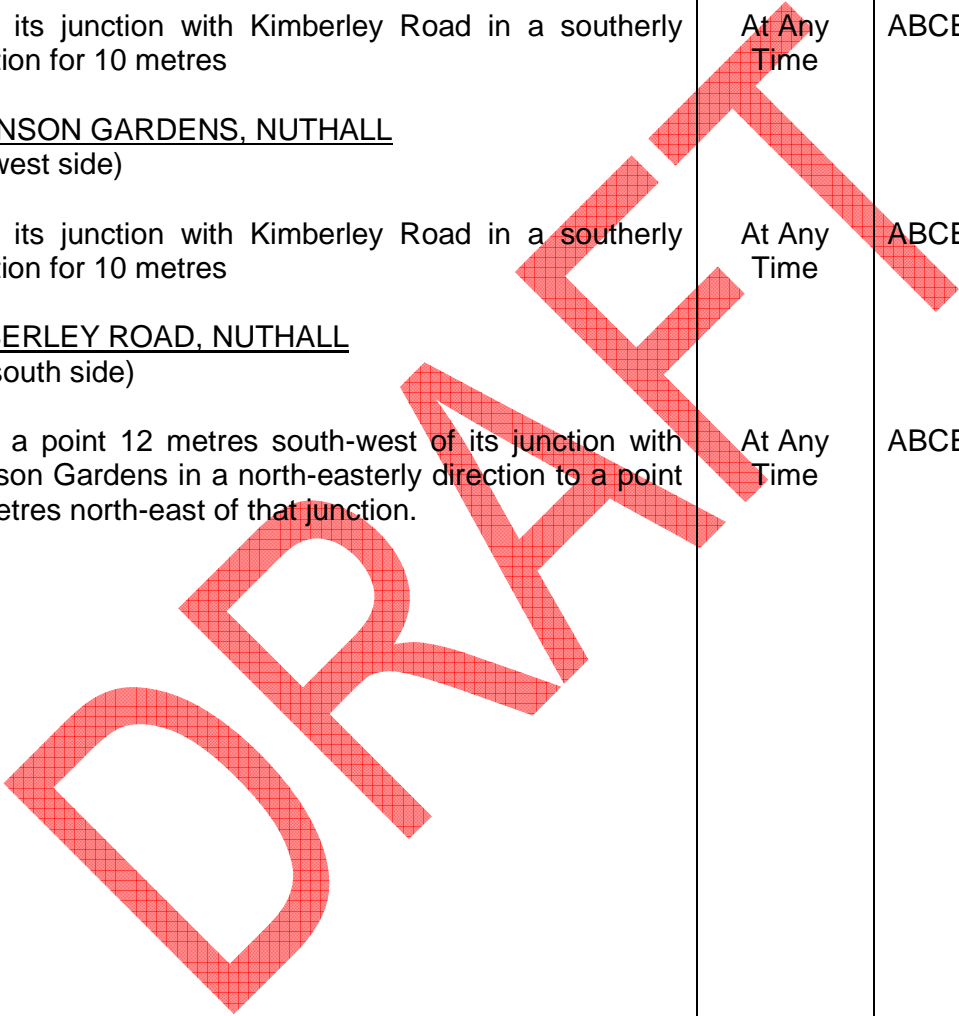 its junction with Kimberley Road in a southerly At Any ABCE
tion for 10 metres Time
NSON GARDENS, NUTHALL
west side)
its junction with Kimberley Road in a southerly At Any ABCE
tion for 10 metres Time
BERLEY ROAD, NUTHALL
south side)
a point 12 metres south-west of its junction with At Any ABCE
son Gardens in a north-easterly direction to a point Time
etres north-east of that junction.
DRAFT